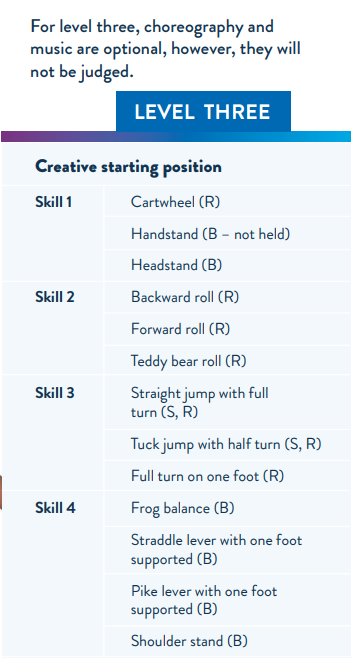 For level three, choreography and
music are optional, however, they will
not be judged.
LEVEL THREE
Creative starting position
Skill 1 Cartwheel (R)
Handstand (B – not held)
Headstand (B)
Skill 2 Backward roll (R)
Forward roll (R)
Teddy bear roll (R)
Skill 3 Straight jump with full
turn (S, R)
Tuck jump with half turn (S, R)
Full turn on one foot (R)
Skill 4 Frog balance (B)
Straddle lever with one foot
supported (B)
Pike lever with one foot
supported (B)
Shoulder stand (B)